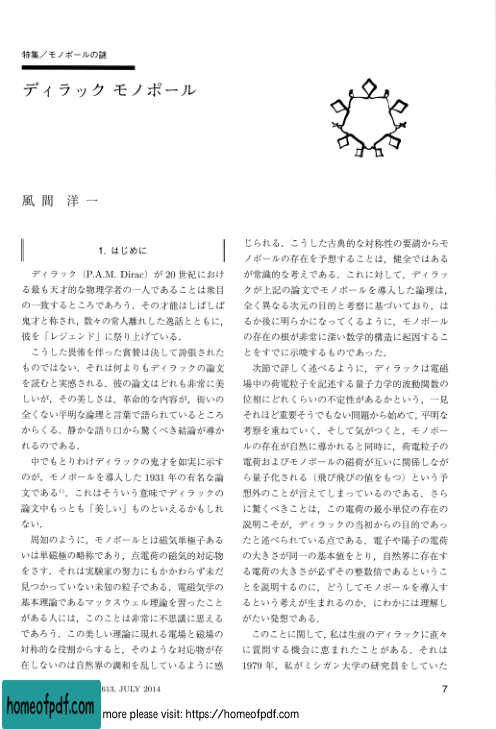 特集／モノポールの謎
ディラック モノポール
風間 洋一
1. はじめに
ディラック（P.A.M. Dirac）が20世紀におけ
る最も天才的な物理学者の一人であることは衆目
の一致するところであろう．その才能はしばしば
鬼才と称され，数々の常人離れした逸話とともに，
彼を「レジェンド」に祭り上げている．
こうした畏怖を伴った賞賛は決して誇張された
ものではない．それは何よりもディラックの論文
を読むと実感される．彼の論文はどれも非常に美
しいが，その美しさは，革命的な内容が，衒いの
全くない平明な論理と言葉で語られているところ
からくる．静かな語り口から驚くべき結論が導か
れるのである．
中でもとりわけディラックの鬼才を如実に示す
のが，モノポールを導入した1931年の有名な論
文である1)．これはそういう意味でディラックの
論文中もっとも「美しい」ものといえるかもしれ
ない．
周知のように，モノポールとは磁気単極子ある
いは単磁極の略称であり，点電荷の磁気的対応物
をさす．それは実験家の努力にもかかわらず未だ
見つかっていない未知の粒子である．電磁気学の
基本理論であるマックスウェル理論を習ったこと
がある人には，このことは非常に不思議に思える
であろう．この美しい理論に現れる電場と磁場の
対称的な役割からすると，そのような対応物が存
在しないのは自然界の調和を乱しているように感
じられる．こうした古典的な対称性の要請からモ
ノポールの存在を予想することは，健全ではある
が常識的な考えである．これに対して，ディラッ
クが上記の論文でモノポールを導入した論理は，
全く異なる次元の目的と考察に基づいており，は
るか後に明らかになってくるように，モノポール
の存在の根が非常に深い数学的構造に起因するこ
とをすでに示唆するものであった．
次節で詳しく述べるように，ディラックは電磁
場中の荷電粒子を記述する量子力学的波動関数の
位相にどれくらいの不定性があるかという，一見
それほど重要そうでもない問題から始めて，平明な
考察を重ねていく．そして気がつくと，モノポー
ルの存在が自然に導かれると同時に，荷電粒子の
電荷およびモノポールの磁荷が互いに関係しなが
ら量子化される（飛び飛びの値をもつ）という予
想外のことが言えてしまっているのである．さら
に驚くべきことは，この電荷の最小単位の存在の
説明こそが，ディラックの当初からの目的であっ
たと述べられている点である．電子や陽子の電荷
の大きさが同一の基本値をとり，自然界に存在す
る電荷の大きさが必ずその整数倍であるというこ
とを説明するのに，どうしてモノポールを導入す
るという考えが生まれるのか，にわかには理解し
がたい発想である．
このことに関して，私は生前のディラックに直々
に質問する機会に恵まれたことがある．それは
1979年，私がミシガン大学の研究員をしていた
613, JULY 2014
7
homeofpdf.com
more please visit: https://homeofpdf.com